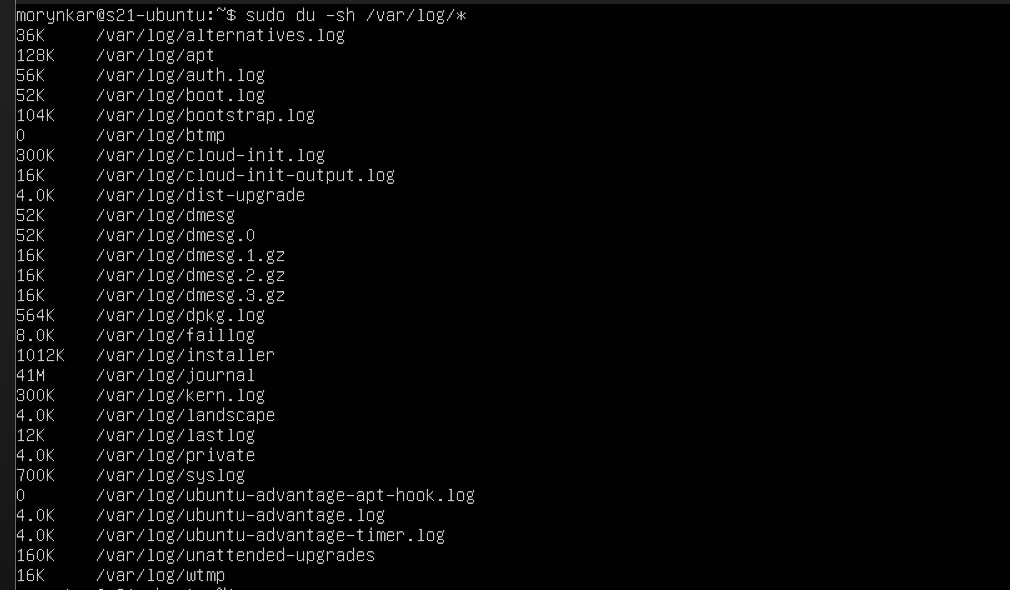 morynkar@s21-ubuntu:~$ sudo du -sh /var/log/*
36K /var/log/alternatives.log
128K /var/log/apt
56K /var/log/auth.log
52K /var/log/boot.log
104K /var/log/bootstrap.log
0 /var/log/btmp
300K /var/log/cloud-init.log
16K /var/log/cloud-init-output.log
4.0K /var/log/dist-upgrade
52K /var/log/dmesg
52K /var/log/dmesg.0
16K /var/log/dmesg.1.gz
16K /var/log/dmesg.2.gz
16K /var/log/dmesg.3.gz
564K /var/log/dpkg.log
8.0K /var/log/faillog
1012K /var/log/installer
41M /var/log/journal
300K /var/log/kern.log
4.0K /var/log/landscape
12K /var/log/lastlog
4.0K /var/log/private
700K /var/log/syslog
0 /var/log/ubuntu-advantage-apt-hook.log
4.0K /var/log/ubuntu-advantage.log
4.0K /var/log/ubuntu-advantage-timer.log
160K /var/log/unattended-upgrades
16K /var/log/wtmp